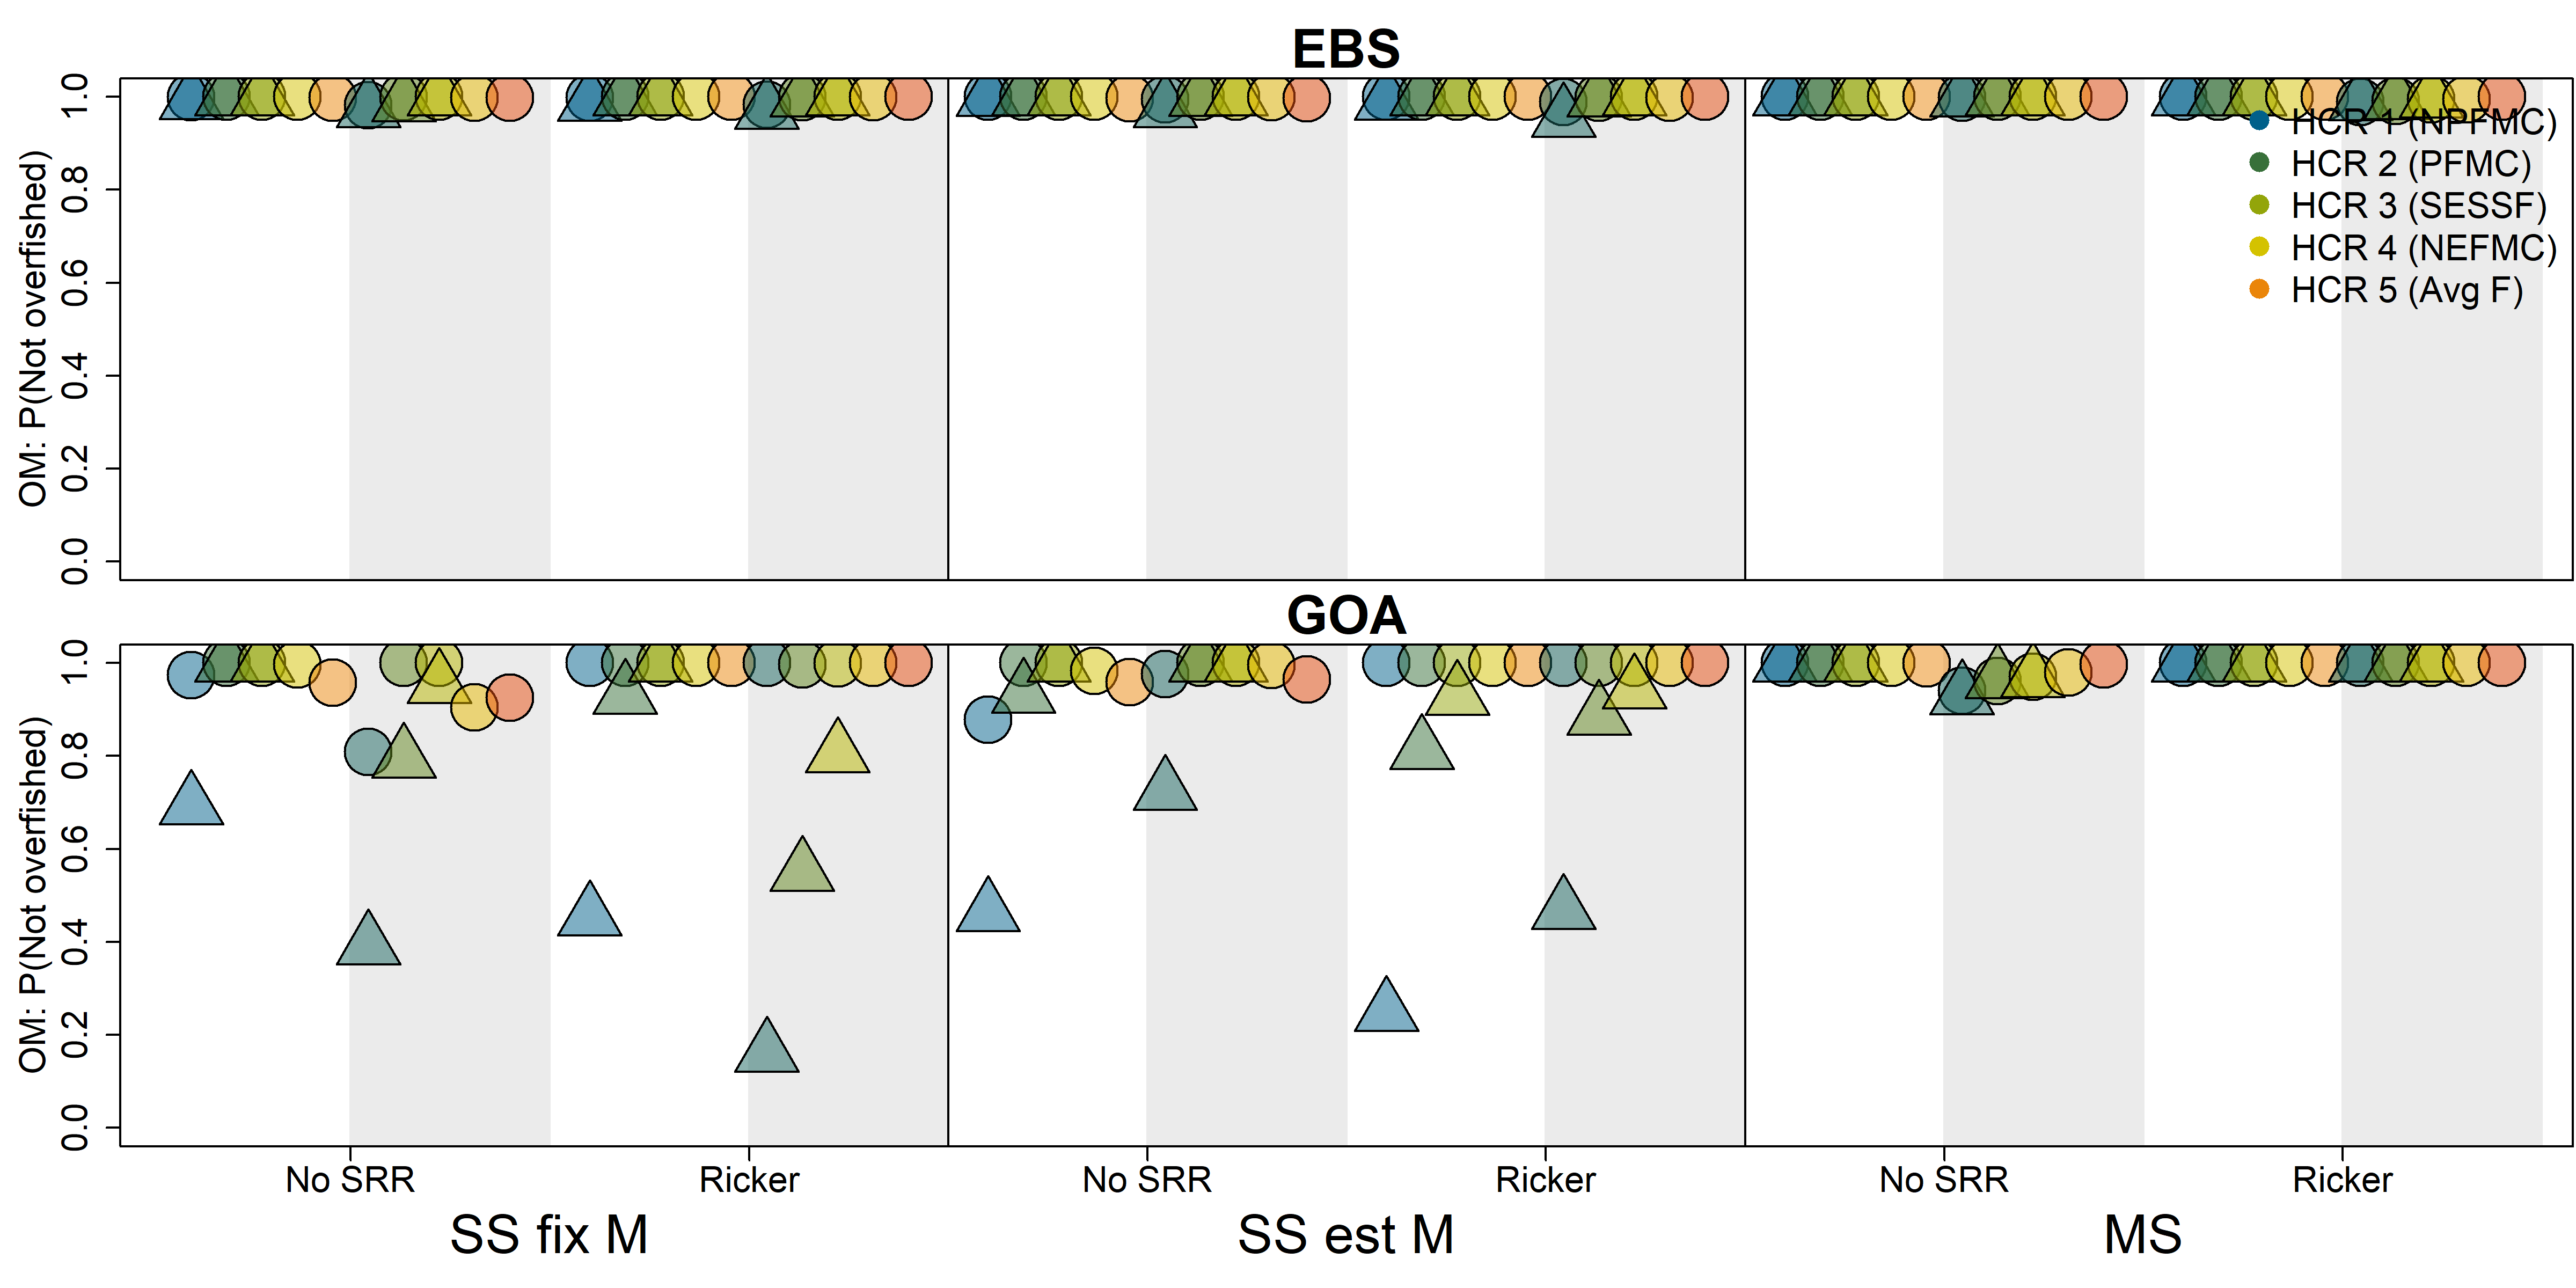 EBS
OM: P(Not overfished)
1.0
0.8
0.6
0.4
0.2
0.0
HCR 1 (NPFMC)
HCR 2 (PFMC)
HCR 3 (SESSF)
HCR 4 (NEFMC)
HCR 5 (Avg F)
GOA
OM: P(Not overfished)
1.0
0.8
0.6
0.4
0.2
0.0
No SRR Ricker No SRR Ricker No SRR Ricker
SS fix M SS est M MS